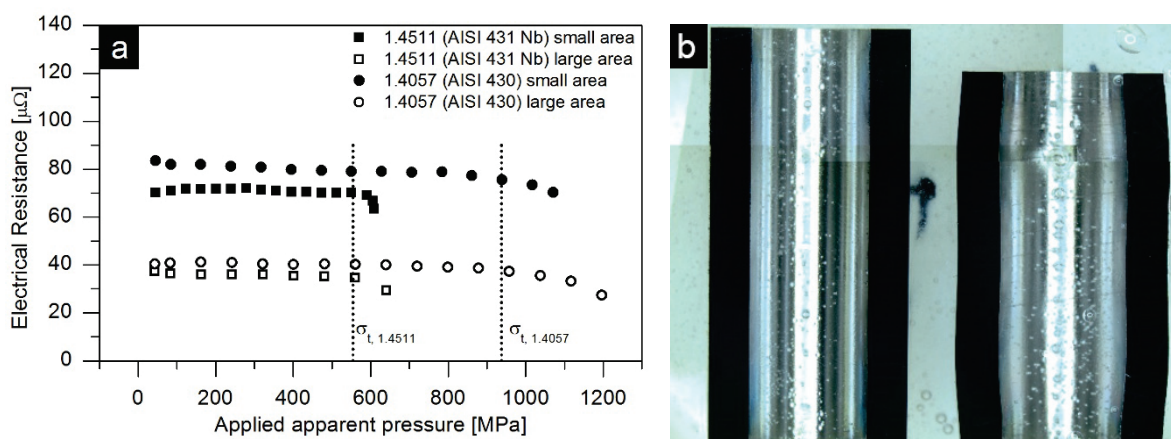 a
140
120
100
80
60
40
20
0
Electrical Resistance [μΩ]
■ 1.4511 (AISI 431 Nb) small area
□ 1.4511 (AISI 431 Nb) large area
● 1.4057 (AISI 430) small area
○ 1.4057 (AISI 430) large area
σt, 1.4511
σt, 1.4057
0 200 400 600 800 1000 1200
Applied apparent pressure [MPa]
b